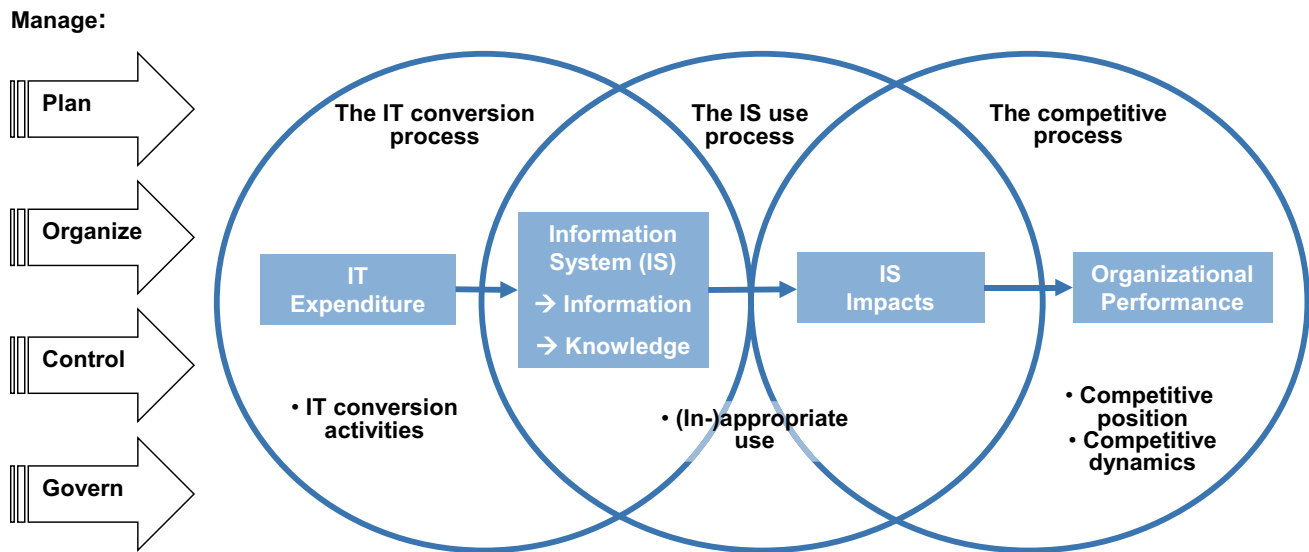 Manage:
Plan
Organize
Control
Govern
The IT conversion
process
The IS use
process
The competitive
process
IT
Expenditure
Information
System (IS)
→ Information
→ Knowledge
IS
Impacts
Organizational
Performance
• IT conversion
activities
• (In-)appropriate
use
• Competitive
position
• Competitive
dynamics